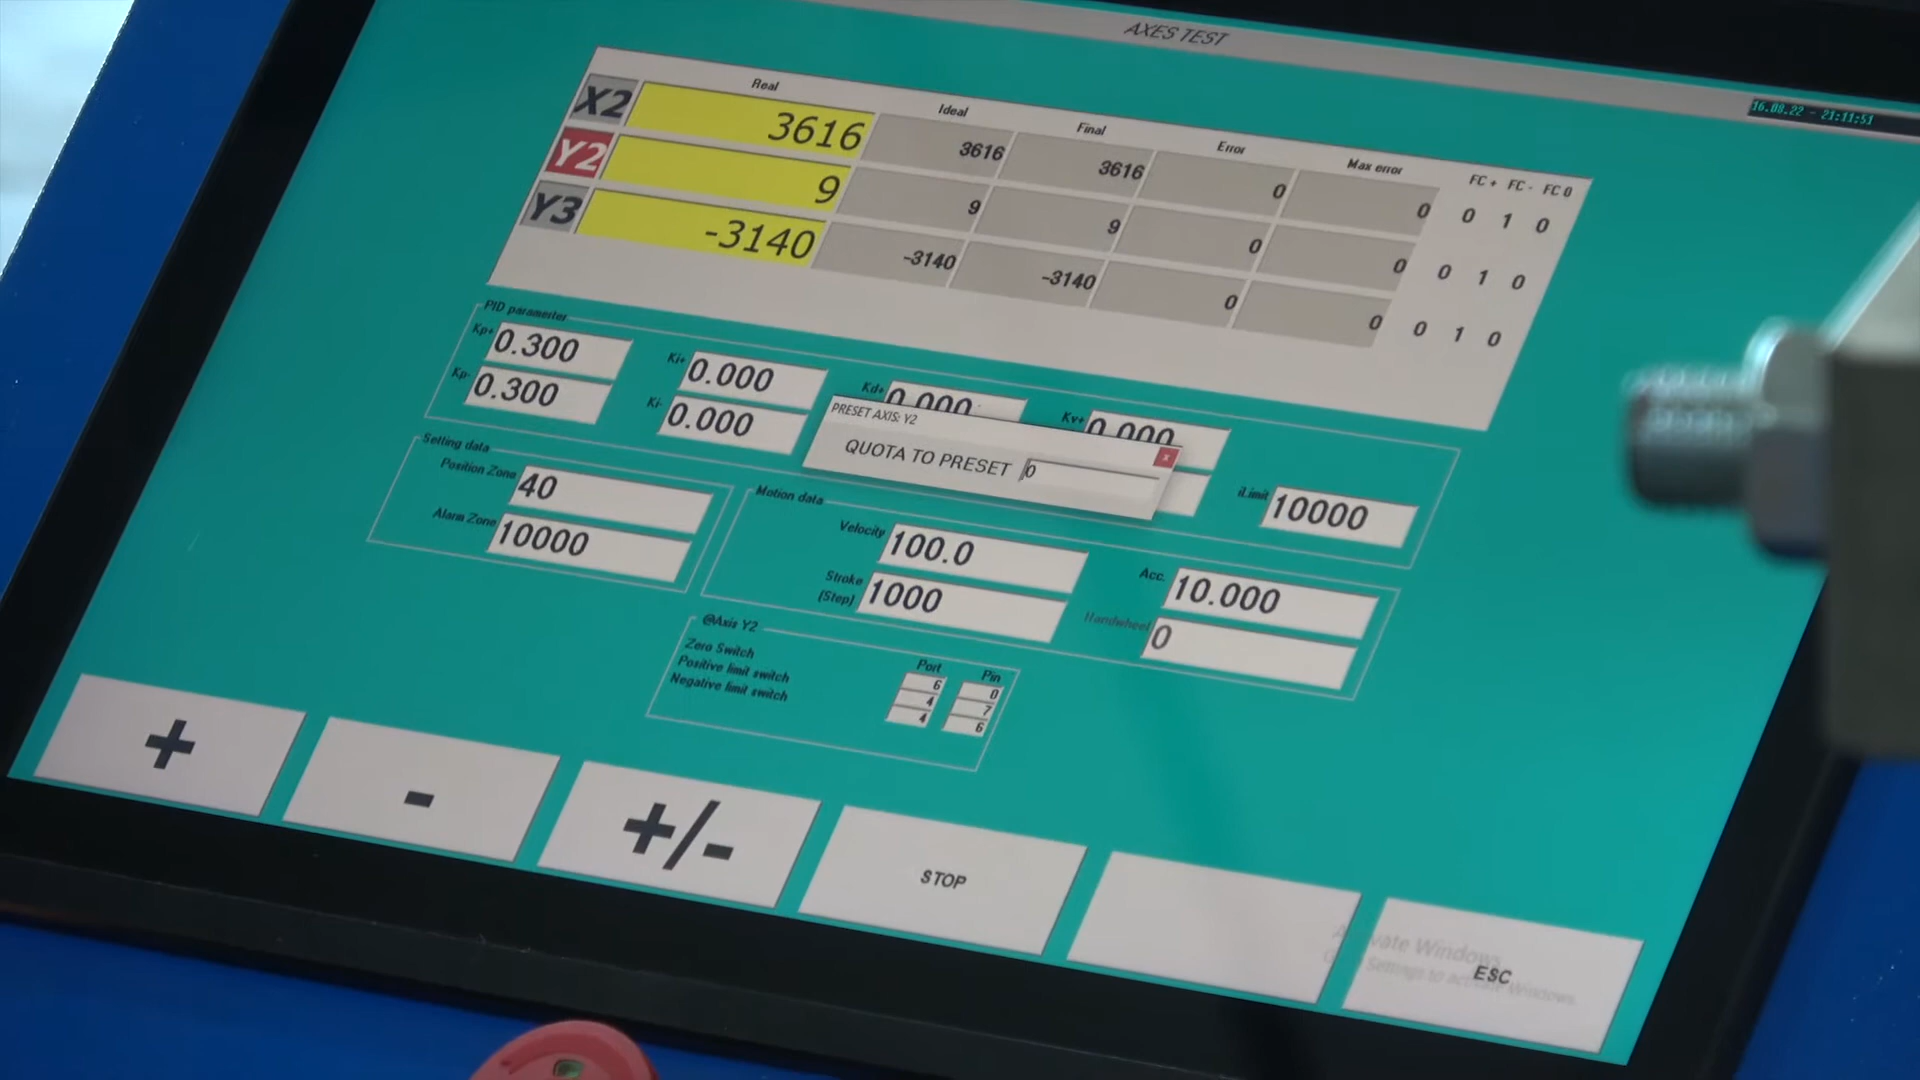 AXES TEST
16.08.22 - 21:11:51
Real Ideal Final Error Max error FC + FC - FC 0
X2 3616 3616 3616 0 0 0 1 0
Y2 9 9 9 0 0 0 1 0
Y3 -3140 -3140 -3140 0 0 0 1 0
PID parameter
Kp+ 0.300 Ki+ 0.000 Kd+ 0.000 Kv+ 0.000
Kp- 0.300 Ki- 0.000
iLimit 10000
PRESET AXIS: Y2
x
QUOTA TO PRESET 0
Setting data
Position Zone 40
Alarm Zone 10000
Motion data
Velocity 100.0 Acc. 10.000
Stroke (Step) 1000 Handwheel 0
@Axis Y2
Port Pin
Zero Switch 6 0
Positive limit switch 4 7
Negative limit switch 4 6
+ - +/- STOP ESC
Windows
Settings to activate Windows.